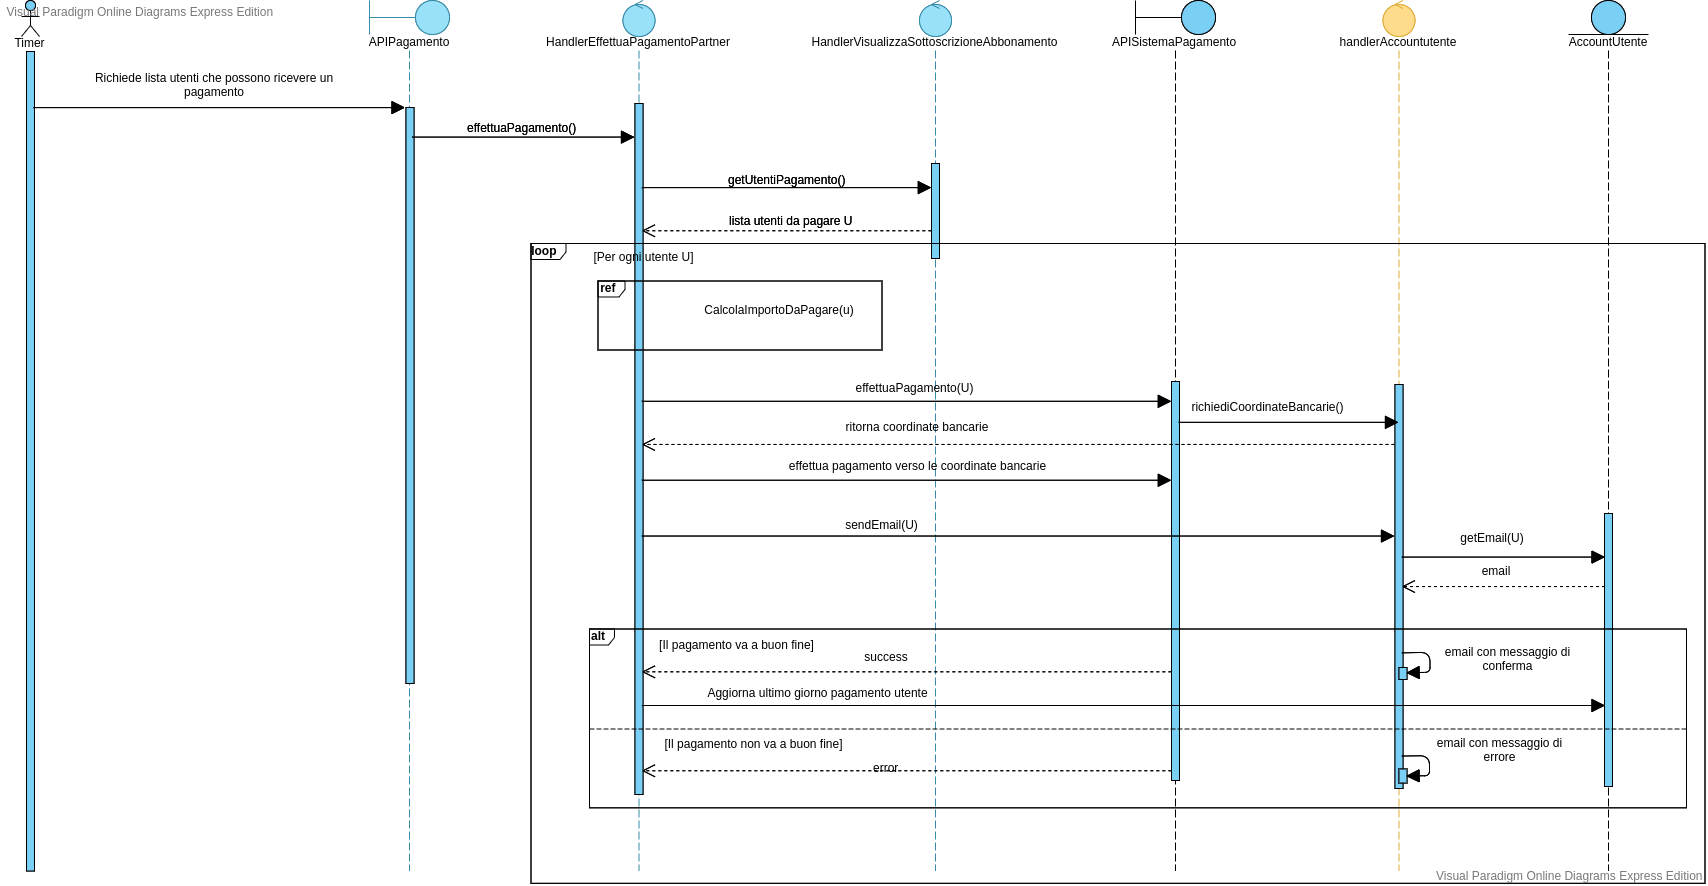 Visual Paradigm Online Diagrams Express Edition
Timer
APIPagamento
HandlerEffettuaPagamentoPartner
HandlerVisualizzaSottoscrizioneAbbonamento
APISistemaPagamento
handlerAccountutente
AccountUtente
Richiede lista utenti che possono ricevere un
pagamento
effettuaPagamento()
getUtentiPagamento()
lista utenti da pagare U
loop
[Per ogni utente U]
ref
CalcolaImportoDaPagare(u)
effettuaPagamento(U)
richiediCoordinateBancarie()
ritorna coordinate bancarie
effettua pagamento verso le coordinate bancarie
sendEmail(U)
getEmail(U)
email
alt
[Il pagamento va a buon fine]
success
email con messaggio di
conferma
Aggiorna ultimo giorno pagamento utente
[Il pagamento non va a buon fine]
email con messaggio di
errore
error
Visual Paradigm Online Diagrams Express Edition